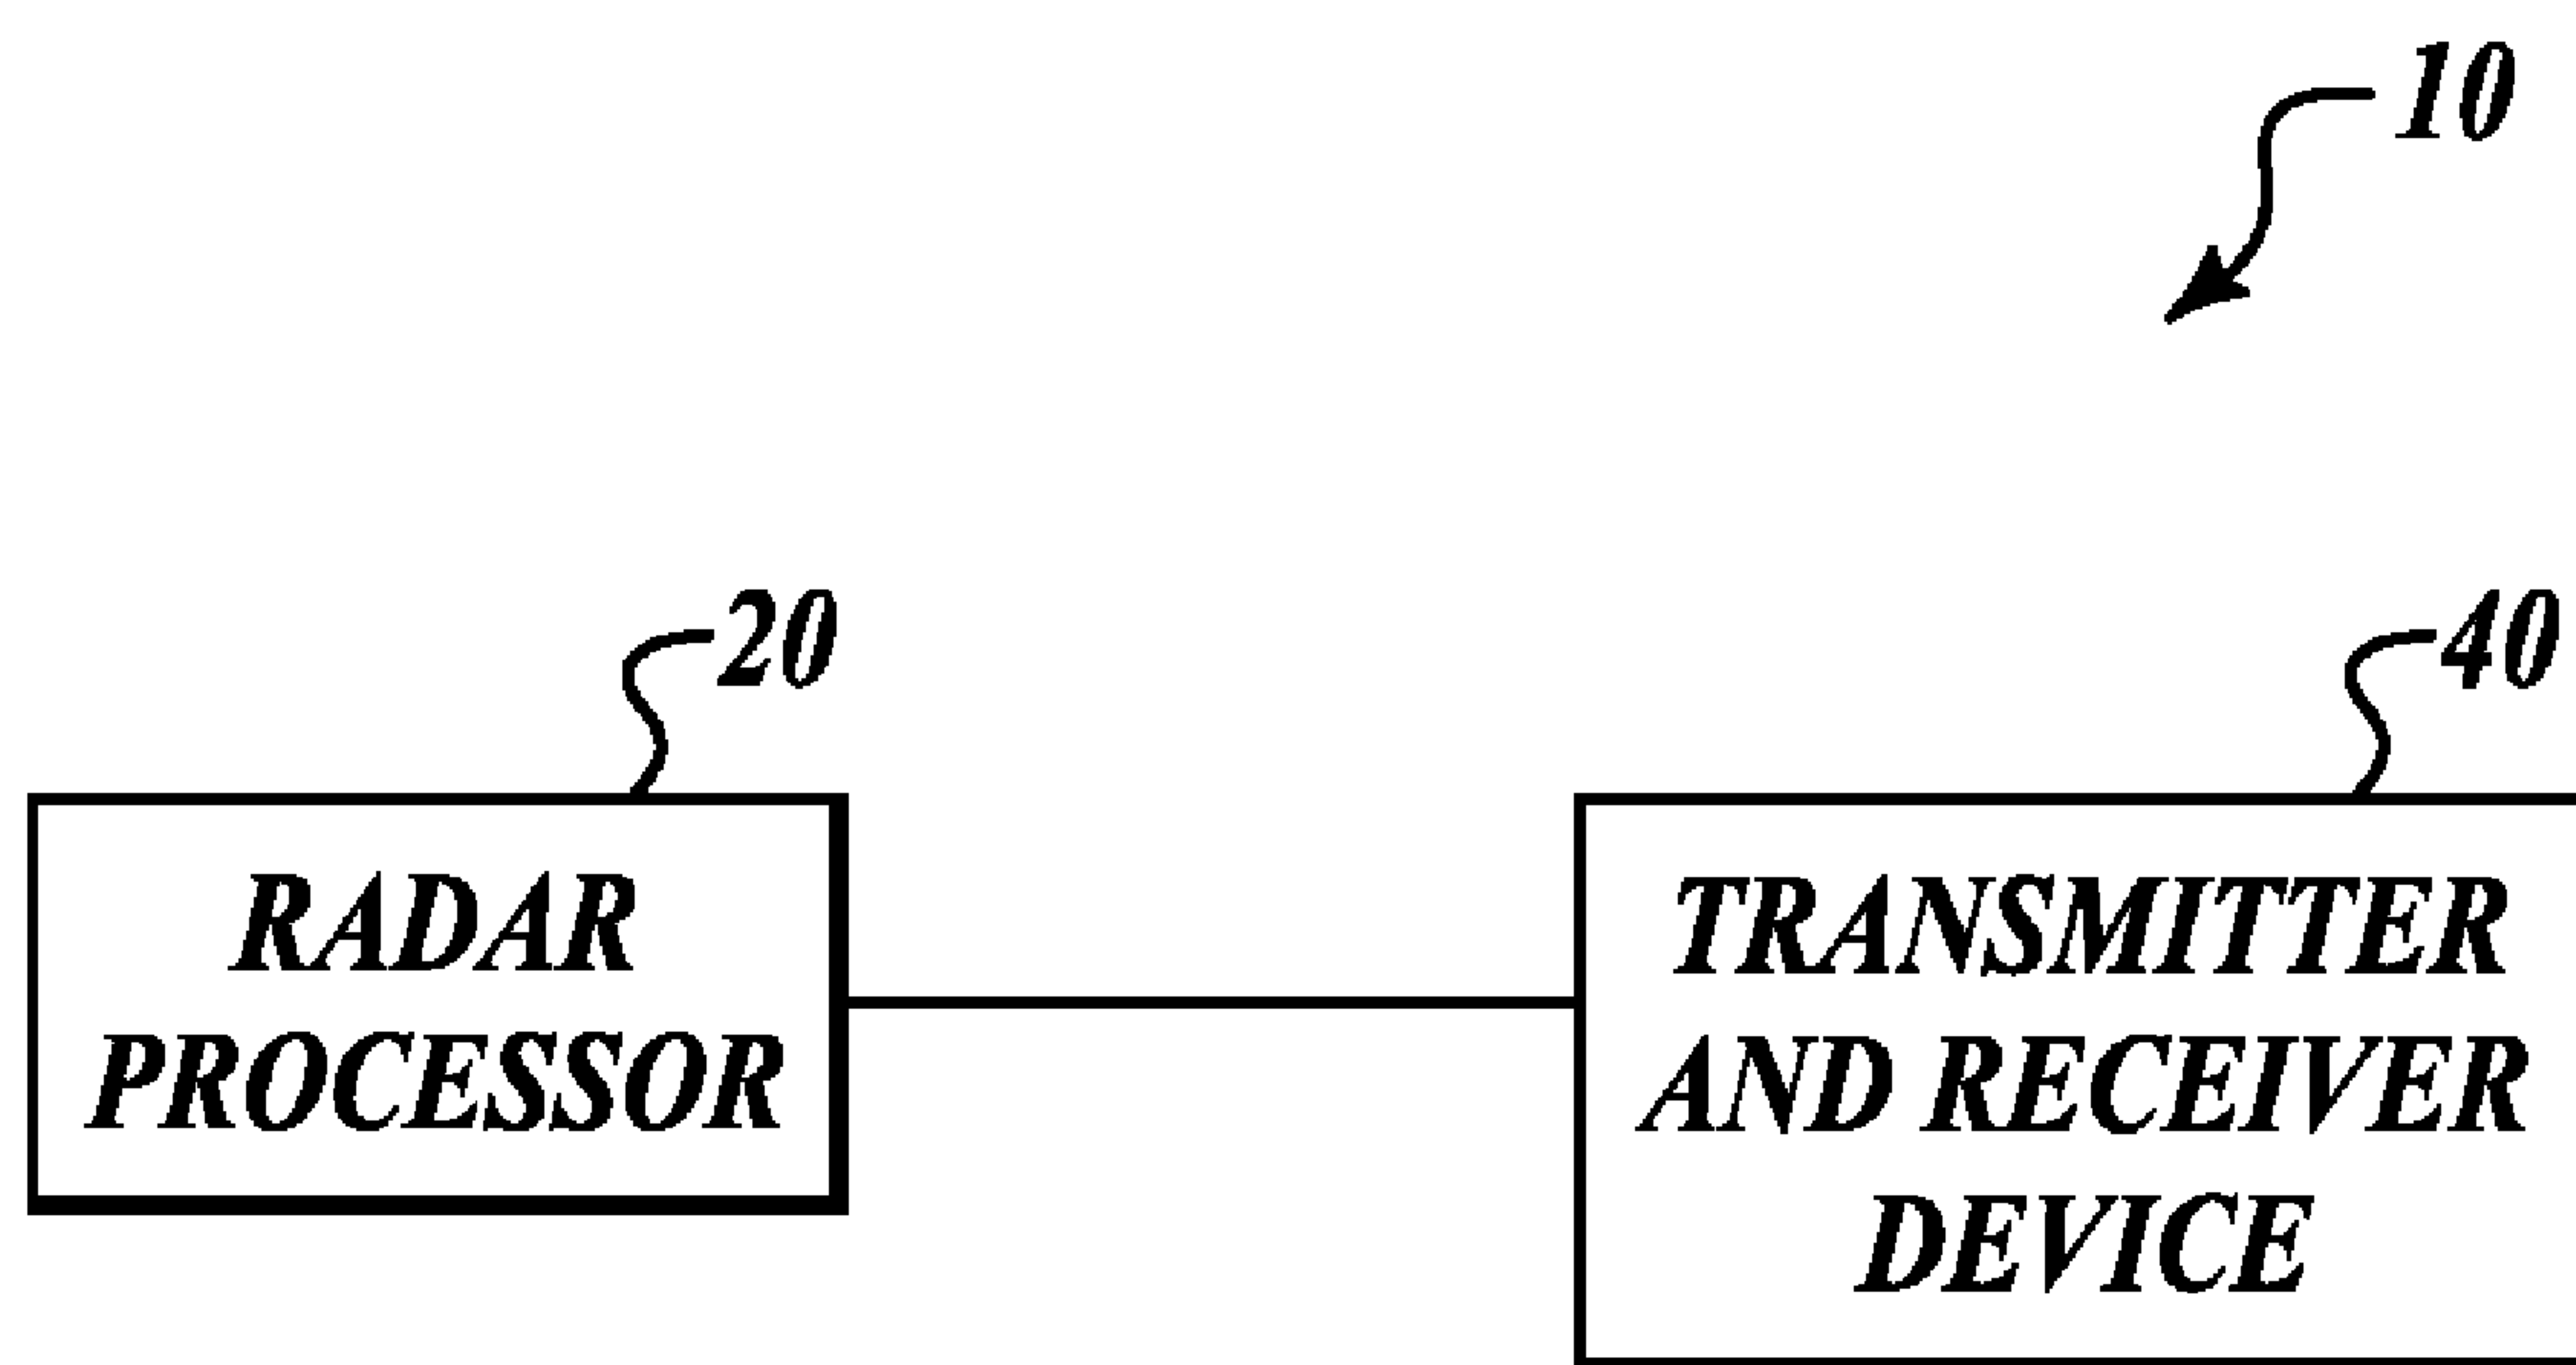 10
20
40
RADAR
PROCESSOR
TRANSMITTER
AND RECEIVER
DEVICE